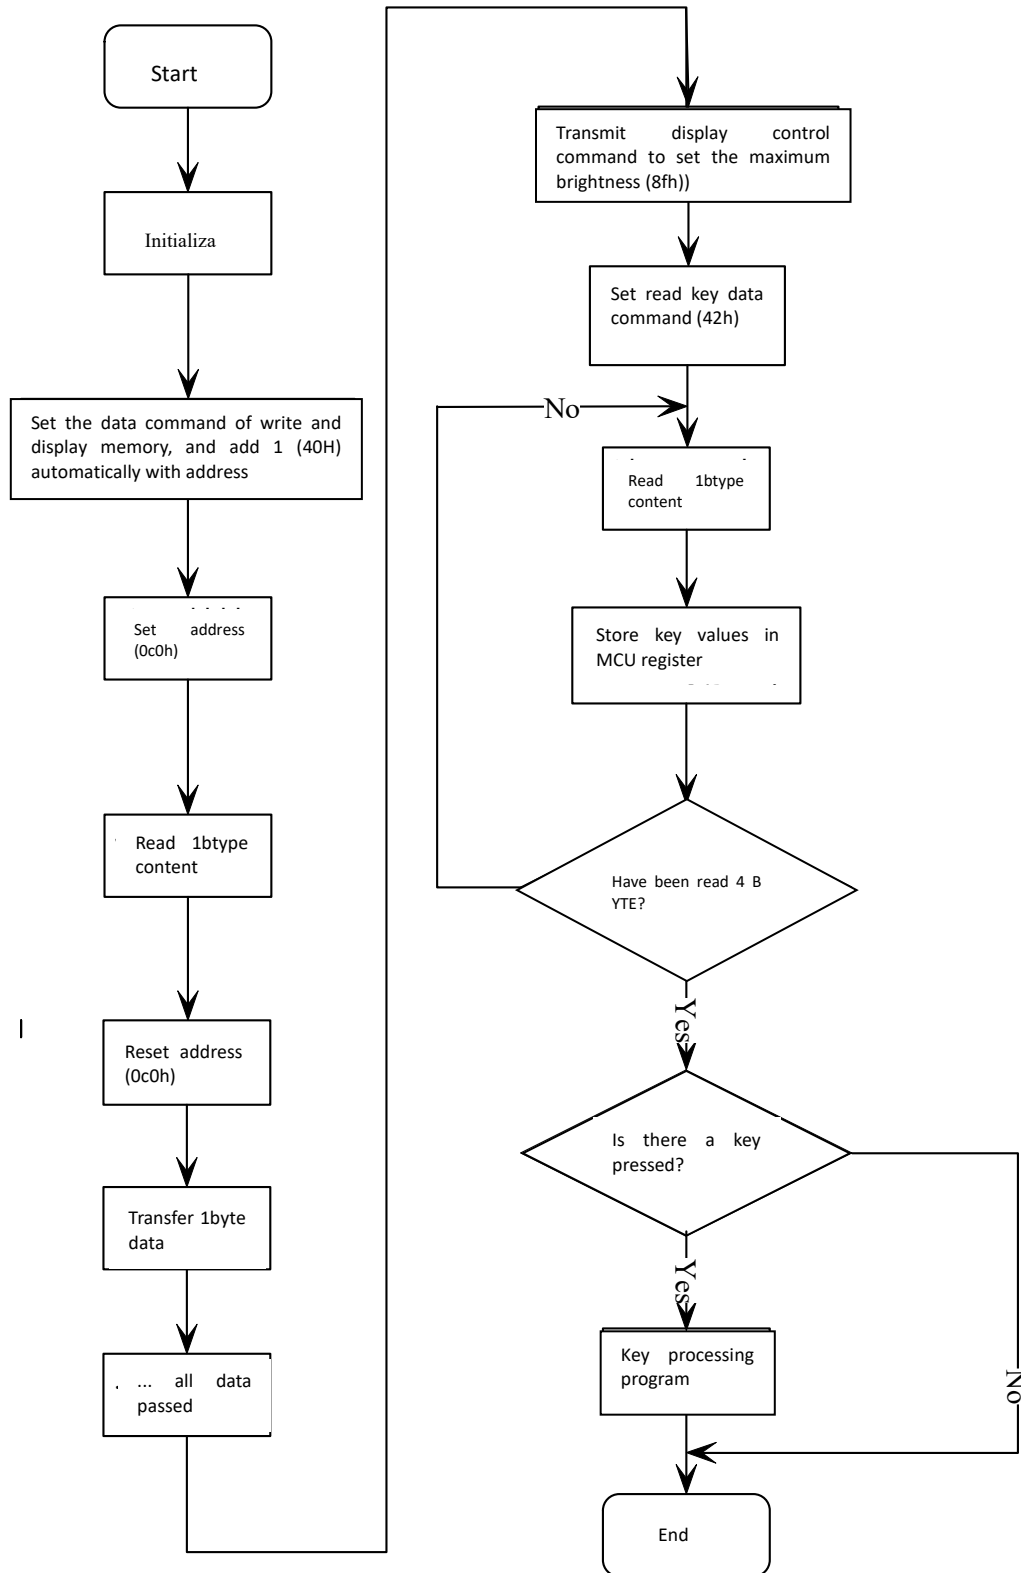 Start
Initializa
Set the data command of write and
display memory, and add 1 (40H)
automatically with address
Set address
(0c0h)
Read 1btype
content
Reset address
(0c0h)
Transfer 1byte
data
... all data
passed
Transmit display control
command to set the maximum
brightness (8fh))
Set read key data
command (42h)
No
Read 1btype
content
Store key values in
MCU register
Have been read 4 B
YTE?
Yes
Is there a key
pressed?
Yes
Key processing
program
No
End